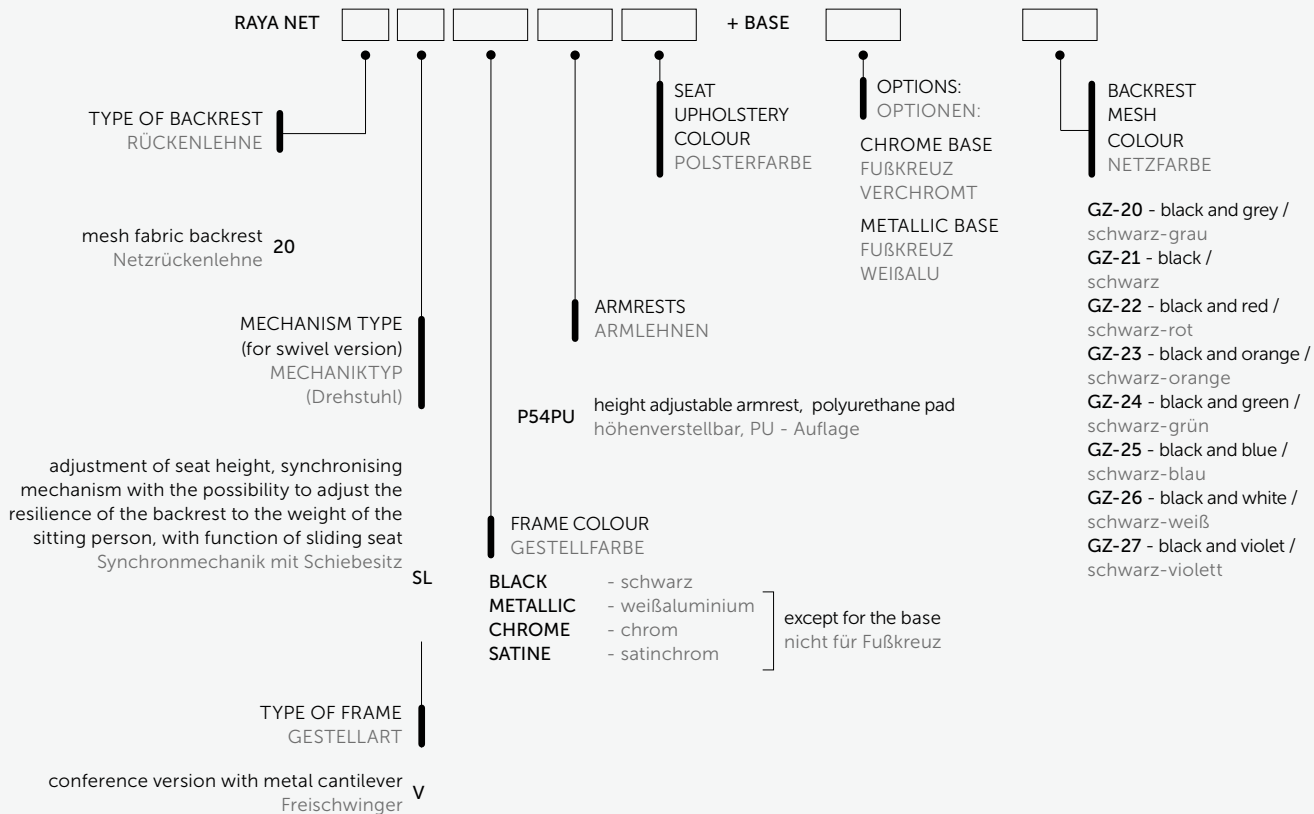 RAYA NET + BASE
TYPE OF BACKREST
RÜCKENLEHNE
mesh fabric backrest 20
Netzrückenlehne
MECHANISM TYPE
(for swivel version)
MECHANIKTYP
(Drehstuhl)
adjustment of seat height, synchronising
mechanism with the possibility to adjust the
resilience of the backrest to the weight of the
sitting person, with function of sliding seat
Synchronmechanik mit Schiebesitz
SL
TYPE OF FRAME
GESTELLART
conference version with metal cantilever V
Freischwinger
FRAME COLOUR
GESTELLFARBE
BLACK - schwarz
METALLIC - weißaluminium
CHROME - chrom
SATINE - satinchrom
except for the base
nicht für Fußkreuz
ARMRESTS
ARMLEHNEN
P54PU height adjustable armrest, polyurethane pad
höhenverstellbar, PU - Auflage
SEAT
UPHOLSTERY
COLOUR
POLSTERFARBE
OPTIONS:
OPTIONEN:
CHROME BASE
FUßKREUZ
VERCHROMT
METALLIC BASE
FUßKREUZ
WEIßALU
BACKREST
MESH
COLOUR
NETZFARBE
GZ-20 - black and grey /
schwarz-grau
GZ-21 - black /
schwarz
GZ-22 - black and red /
schwarz-rot
GZ-23 - black and orange /
schwarz-orange
GZ-24 - black and green /
schwarz-grün
GZ-25 - black and blue /
schwarz-blau
GZ-26 - black and white /
schwarz-weiß
GZ-27 - black and violet /
schwarz-violett